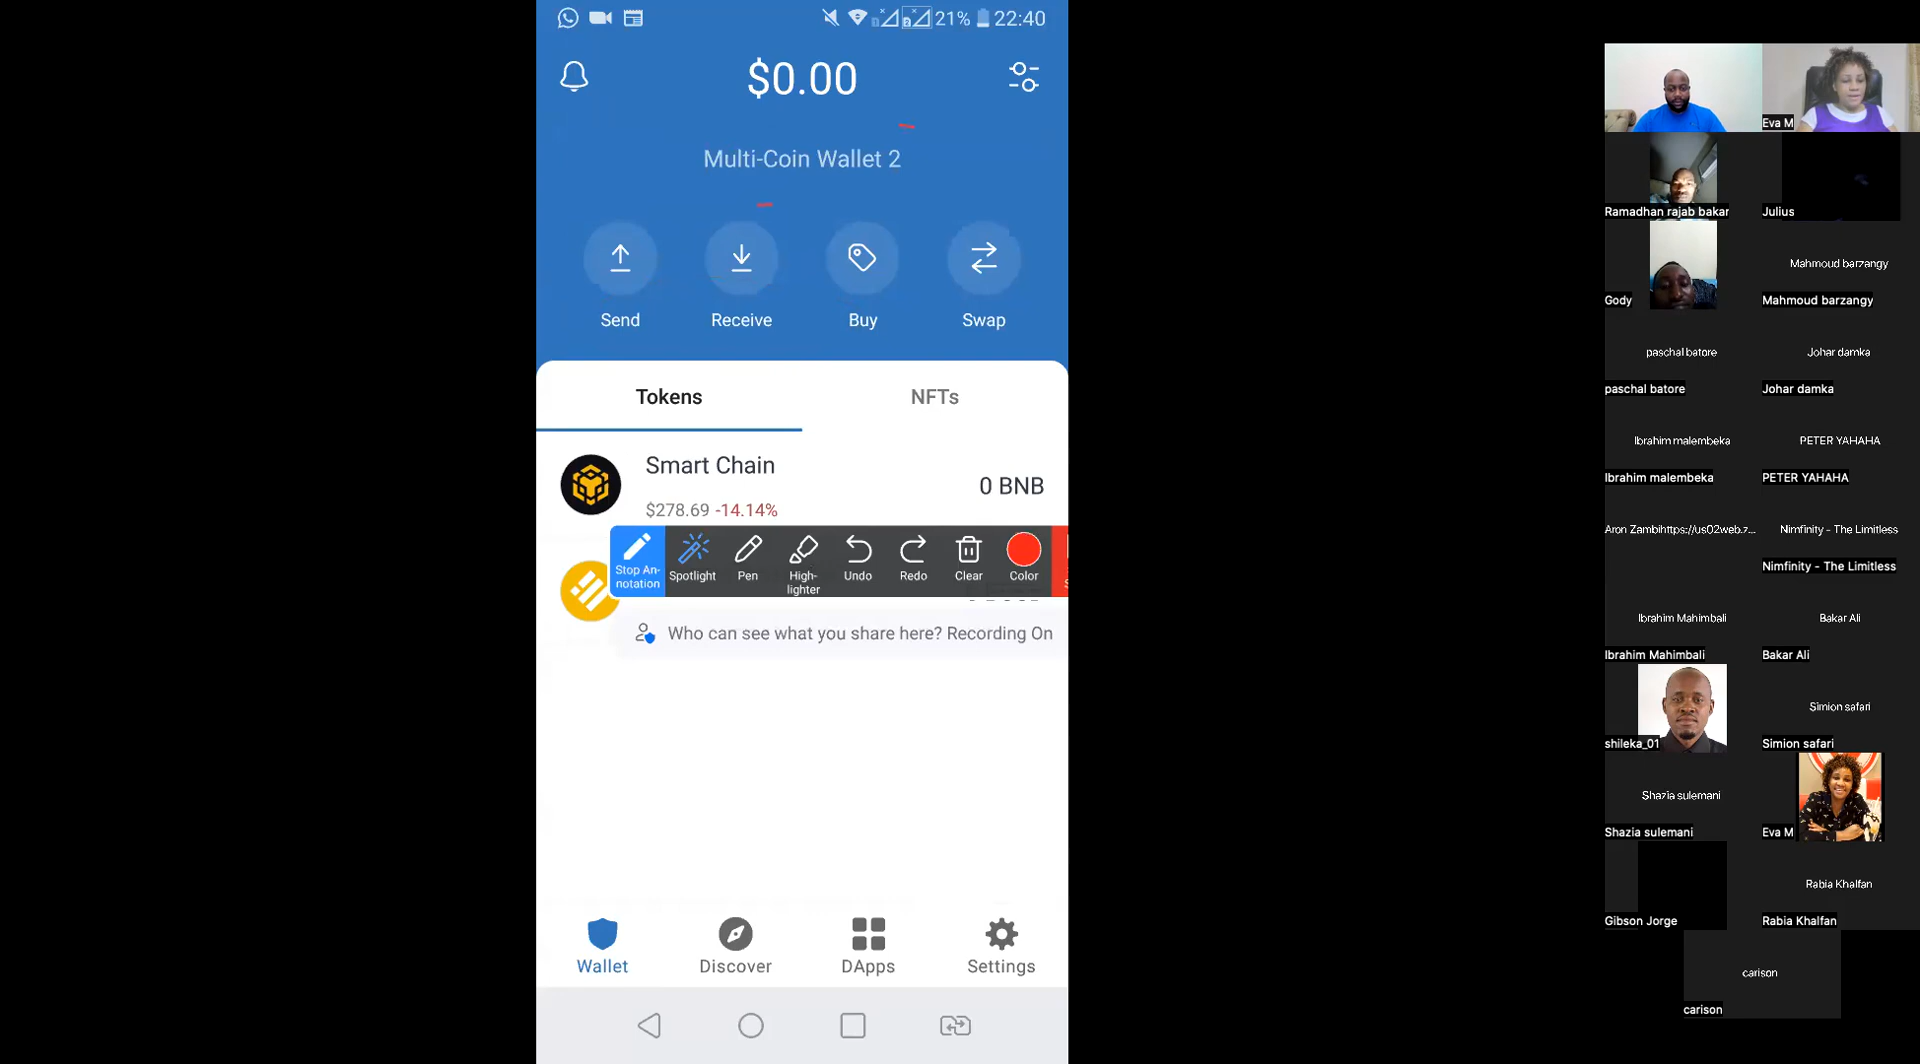 21% 22:40
$0.00
Multi-Coin Wallet 2
Send Receive Buy Swap
Tokens NFTs
Smart Chain
0 BNB
$278.69 -14.14%
Stop An-
notation
Spotlight
Pen
High-
lighter
Undo
Redo
Clear
Color
Who can see what you share here? Recording On
Wallet Discover DApps Settings
Eva M
Ramadhan rajab bakar
Julius
Gody
Mahmoud barzangy
Mahmoud barzangy
paschal batore
Johar damka
paschal batore
Johar damka
Ibrahim malembeka
PETER YAHAHA
Ibrahim malembeka
PETER YAHAHA
Aron Zambihttps://us02web.z...
Nimfinity - The Limitless
Nimfinity - The Limitless
Ibrahim Mahimbali
Bakar Ali
Ibrahim Mahimbali
Bakar Ali
Simion safari
shileka_01
Simion safari
Shazia sulemani
Shazia sulemani
Eva M
Rabia Khalfan
Gibson Jorge
Rabia Khalfan
carison
carison